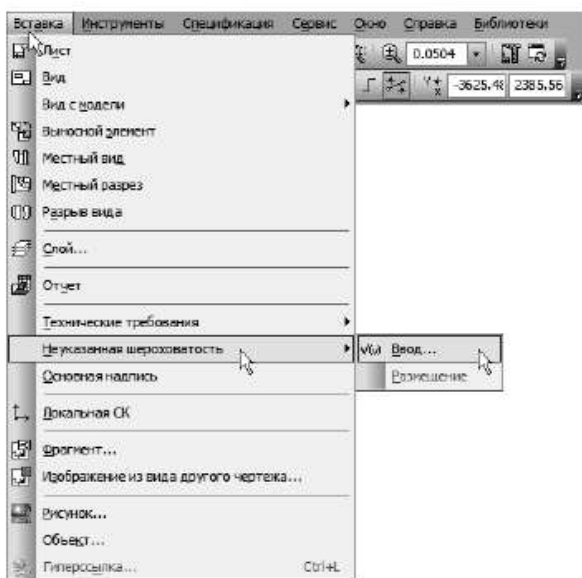 Вставка Инструменты Спецификация Сервис Окно Справка Библиотеки
0.0504
-3625.48 2385.56
Лист
Вид
Вид с модели
Выносной элемент
Местный вид
Местный разрез
Разрыв вида
Слой...
Отчет
Технические требования
Неуказанная шероховатость Ввод...
Основная надпись Размещение
Локальная СК
Фрагмент...
Изображение из вида другого чертежа...
Рисунок...
Объект...
Гиперссылка... Ctrl+L